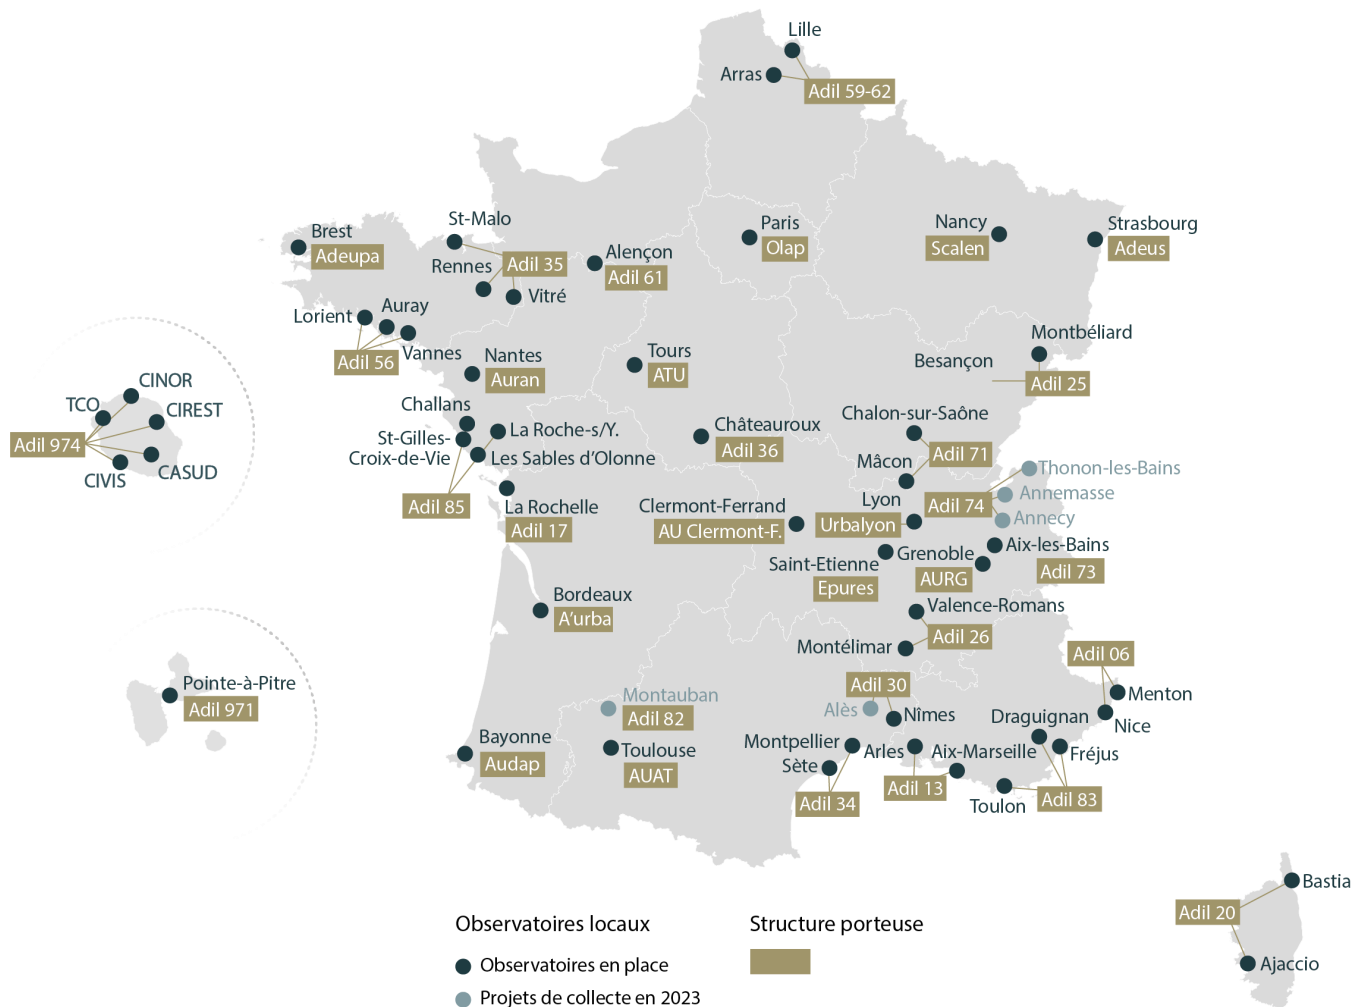 Lille
Arras
Adil 59-62
St-Malo
Brest
Adeupa
Rennes
Adil 35
Vitré
Alençon
Adil 61
Paris
Olap
Nancy
Scalen
Strasbourg
Adeus
Lorient
Auray
Vannes
Adil 56
Nantes
Auran
Tours
ATU
Montbéliard
Besançon
Adil 25
CINOR
TCO
CIREST
Adil 974
CIVIS
CASUD
Challans
St-Gilles-
Croix-de-Vie
La Roche-s/Y.
Les Sables d'Olonne
Adil 85
La Rochelle
Adil 17
Châteauroux
Adil 36
Chalon-sur-Saône
Adil 71
Mâcon
Thonon-les-Bains
Annemasse
Annecy
Adil 74
Lyon
Urbalyon
Clermont-Ferrand
AU Clermont-F.
Saint-Etienne
Epures
Grenoble
AURG
Aix-les-Bains
Adil 73
Bordeaux
A'urba
Valence-Romans
Adil 26
Montélimar
Pointe-à-Pitre
Adil 971
Montauban
Adil 82
Toulouse
AUAT
Bayonne
Audap
Adil 30
Alès
Nîmes
Adil 06
Menton
Nice
Montpellier
Sète
Adil 34
Arles
Aix-Marseille
Adil 13
Draguignan
Fréjus
Toulon
Adil 83
Bastia
Adil 20
Ajaccio
Observatoires locaux
Structure porteuse
Observatoires en place
Projets de collecte en 2023